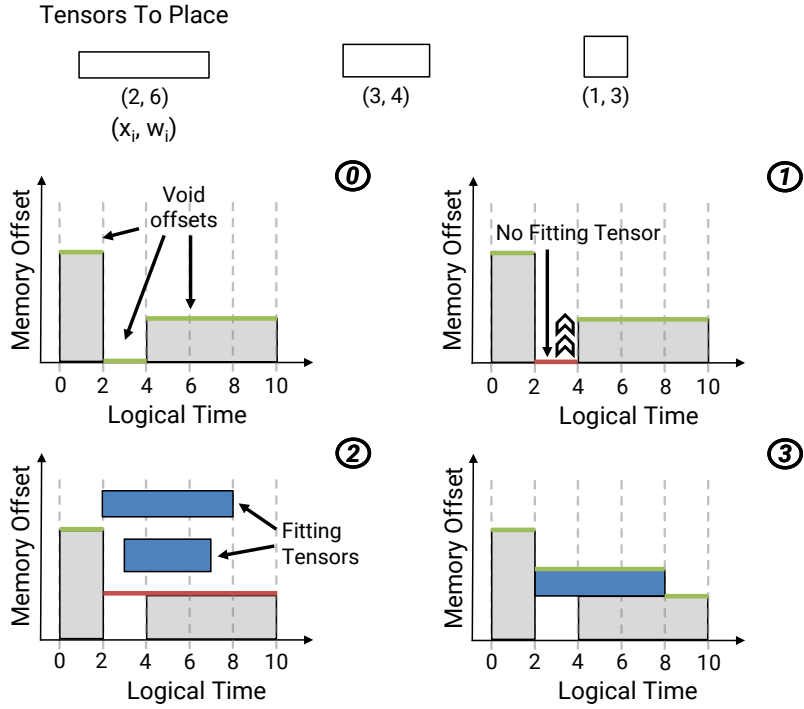 Tensors To Place
(2, 6)
(xᵢ, wᵢ)
(3, 4)
(1, 3)
0
Void
offsets
Memory Offset
0 2 4 6 8 10
Logical Time
1
No Fitting Tensor
Memory Offset
0 2 4 6 8 10
Logical Time
2
Fitting
Tensors
Memory Offset
0 2 4 6 8 10
Logical Time
3
Memory Offset
0 2 4 6 8 10
Logical Time